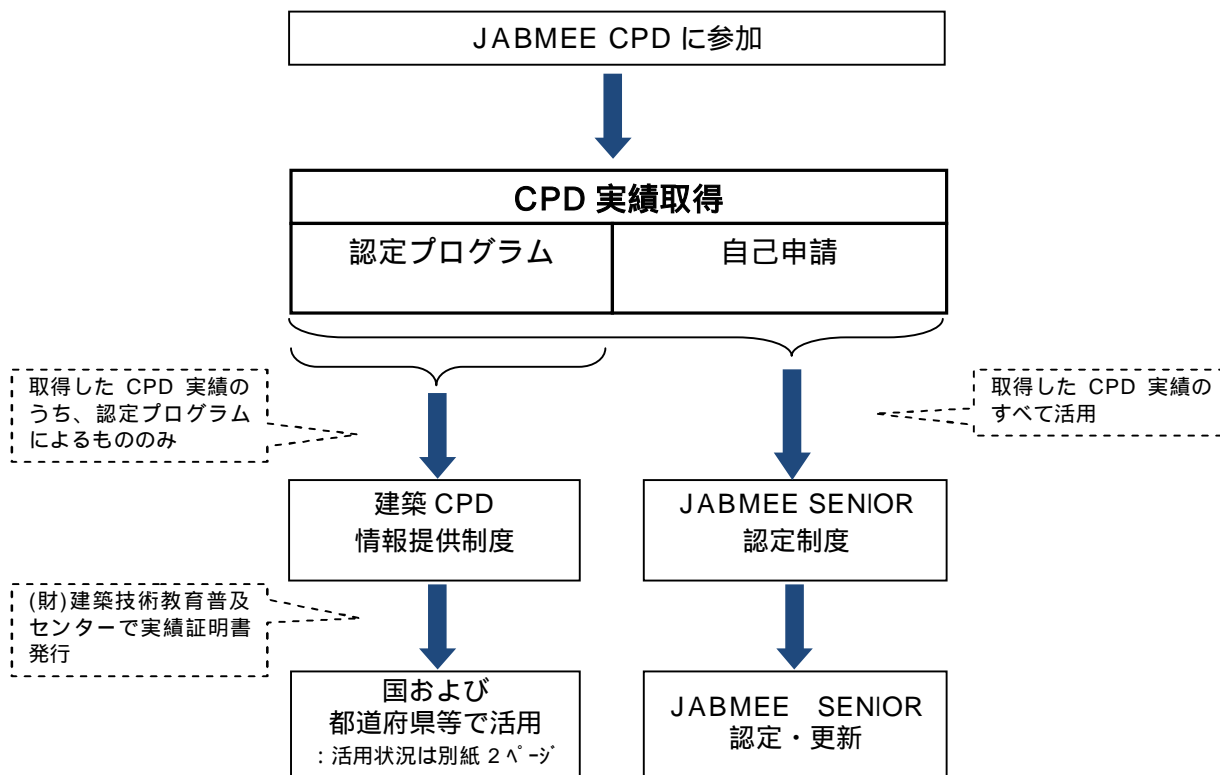 JABMEE CPD に参加
CPD 実績取得
認定プログラム
自己申請
取得した CPD 実績の
うち、認定プログラム
によるもののみ
取得した CPD 実績の
すべて活用
建築 CPD
情報提供制度
JABMEE SENIOR
認定制度
(財)建築技術教育普及
センターで実績証明書
発行
国および
都道府県等で活用
:活用状況は別紙 2 ﾍﾟｰｼﾞ
JABMEE SENIOR
認定・更新